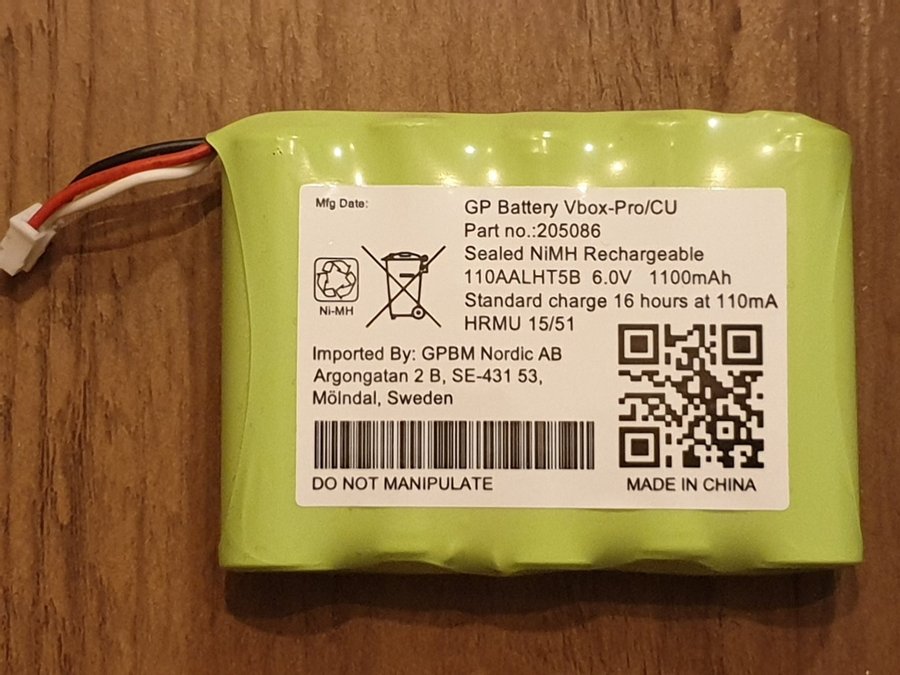 Mfg Date:
GP Battery Vbox-Pro/CU
Part no.:205086
Sealed NiMH Rechargeable
110AALHT5B 6.0V 1100mAh
Standard charge 16 hours at 110mA
HRMU 15/51
Ni-MH
Imported By: GPBM Nordic AB
Argongatan 2 B, SE-431 53,
Mölndal, Sweden
DO NOT MANIPULATE
MADE IN CHINA